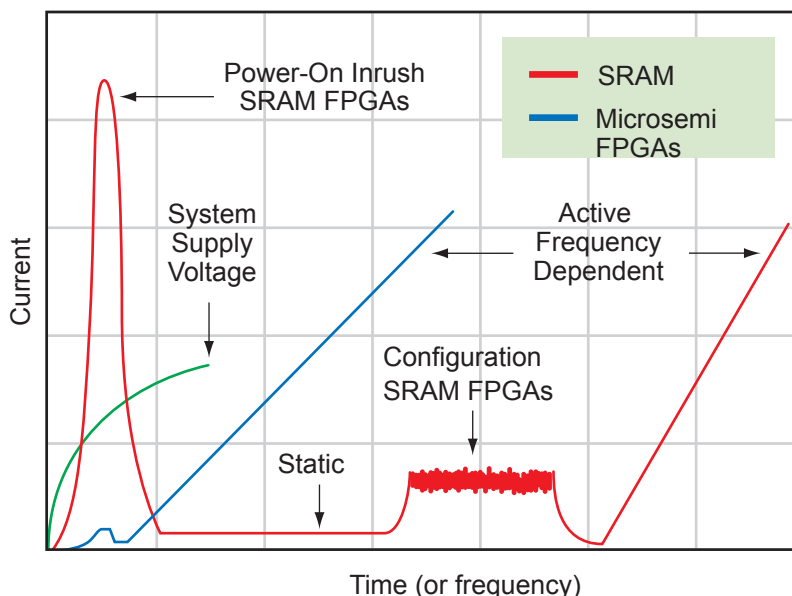 Power-On Inrush
SRAM FPGAs
SRAM
Microsemi
FPGAs
System
Supply
Voltage
Active
Frequency
Dependent
Current
Configuration
SRAM FPGAs
Static
Time (or frequency)